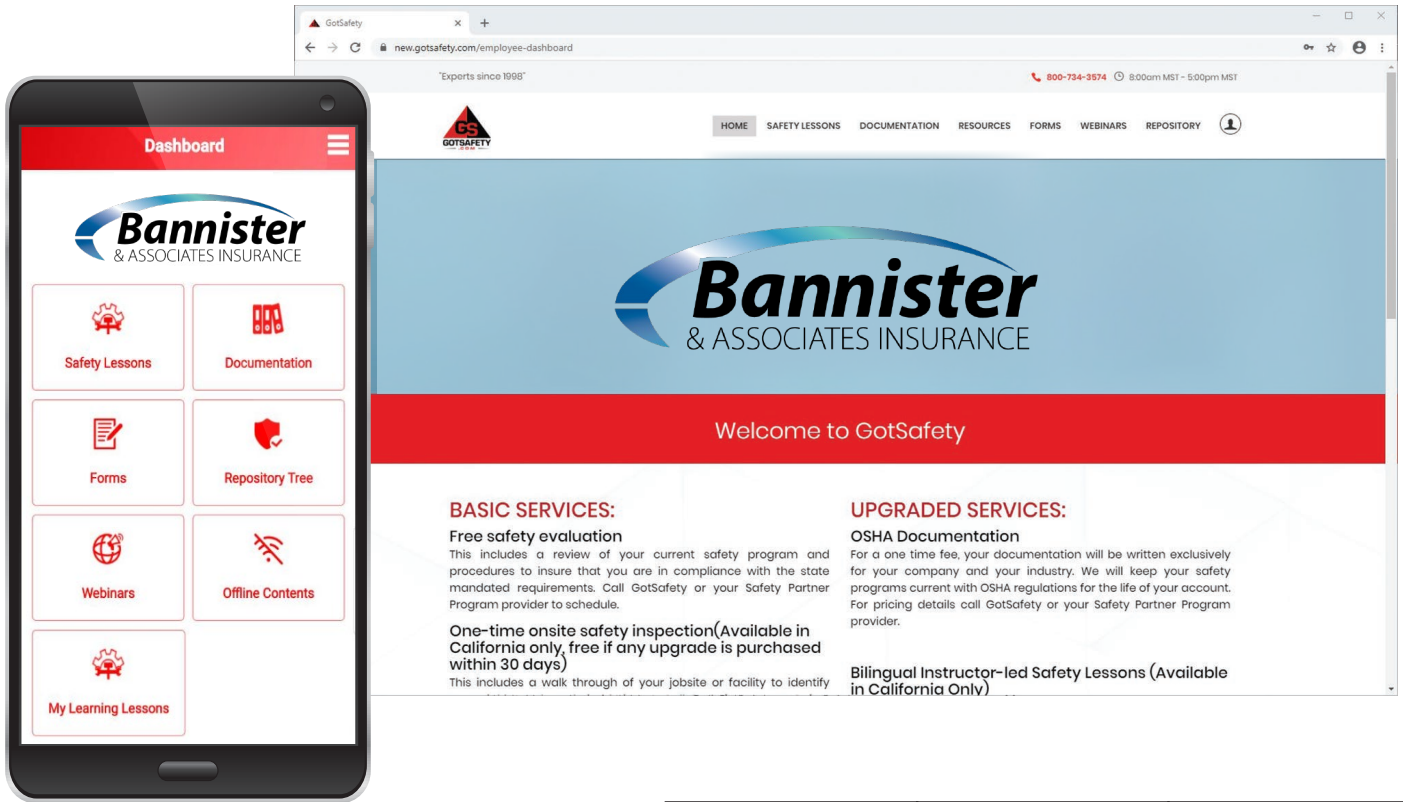 GotSafety
new.gotsafety.com/employee-dashboard
"Experts since 1998"
800-734-3574 8:00am MST - 5:00pm MST
GS
GOTSAFETY
.COM
HOME SAFETY LESSONS DOCUMENTATION RESOURCES FORMS WEBINARS REPOSITORY
Bannister
& ASSOCIATES INSURANCE
Welcome to GotSafety
BASIC SERVICES:
Free safety evaluation
This includes a review of your current safety program and
procedures to insure that you are in compliance with the state
mandated requirements. Call GotSafety or your Safety Partner
Program provider to schedule.
One-time onsite safety inspection(Available in
California only, free if any upgrade is purchased
within 30 days)
This includes a walk through of your jobsite or facility to identify
UPGRADED SERVICES:
OSHA Documentation
For a one time fee, your documentation will be written exclusively
for your company and your industry. We will keep your safety
programs current with OSHA regulations for the life of your account.
For pricing details call GotSafety or your Safety Partner Program
provider.
Bilingual Instructor-led Safety Lessons (Available
in California Only)
Dashboard
Bannister
& ASSOCIATES INSURANCE
Safety Lessons
Documentation
Forms
Repository Tree
Webinars
Offline Contents
My Learning Lessons